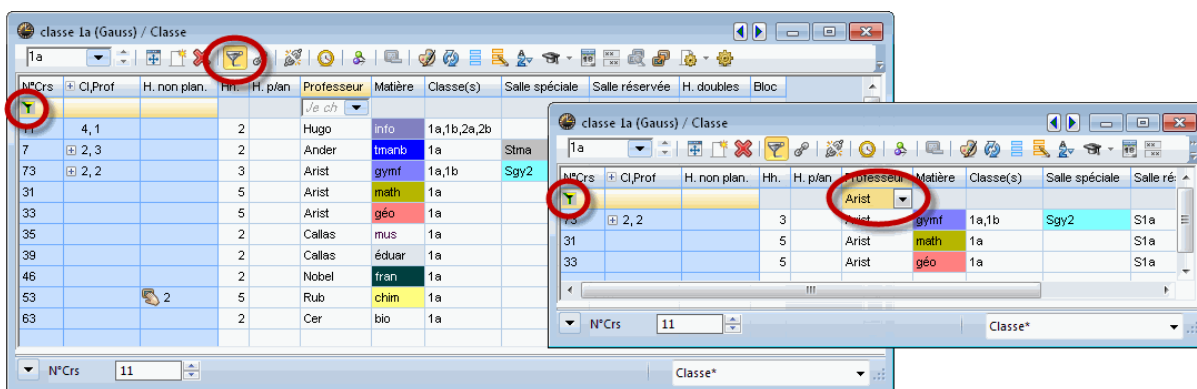 classe 1a (Gauss) / Classe
1a
N°Crs Cl,Prof H. non plan. Hh. H. p/an Professeur Matière Classe(s) Salle spéciale Salle réservée H. doubles Bloc
Je ch
11 4, 1 2 Hugo info 1a,1b,2a,2b
7 2, 3 2 Ander tmanb 1a Stma
73 2, 2 3 Arist gymf 1a,1b Sgy2
31 5 Arist math 1a
33 5 Arist géo 1a
35 2 Callas mus 1a
39 2 Callas éduar 1a
46 2 Nobel fran 1a
53 2 5 Rub chim 1a
63 2 Cer bio 1a
N°Crs 11 Classe*
classe 1a (Gauss) / Classe
1a
N°Crs Cl,Prof H. non plan. Hh. H. p/an Professeur Matière Classe(s) Salle spéciale Salle ré
Arist
73 2, 2 3 Arist gymf 1a,1b Sgy2 S1a
31 5 Arist math 1a S1a
33 5 Arist géo 1a S1a
N°Crs 11 Classe*